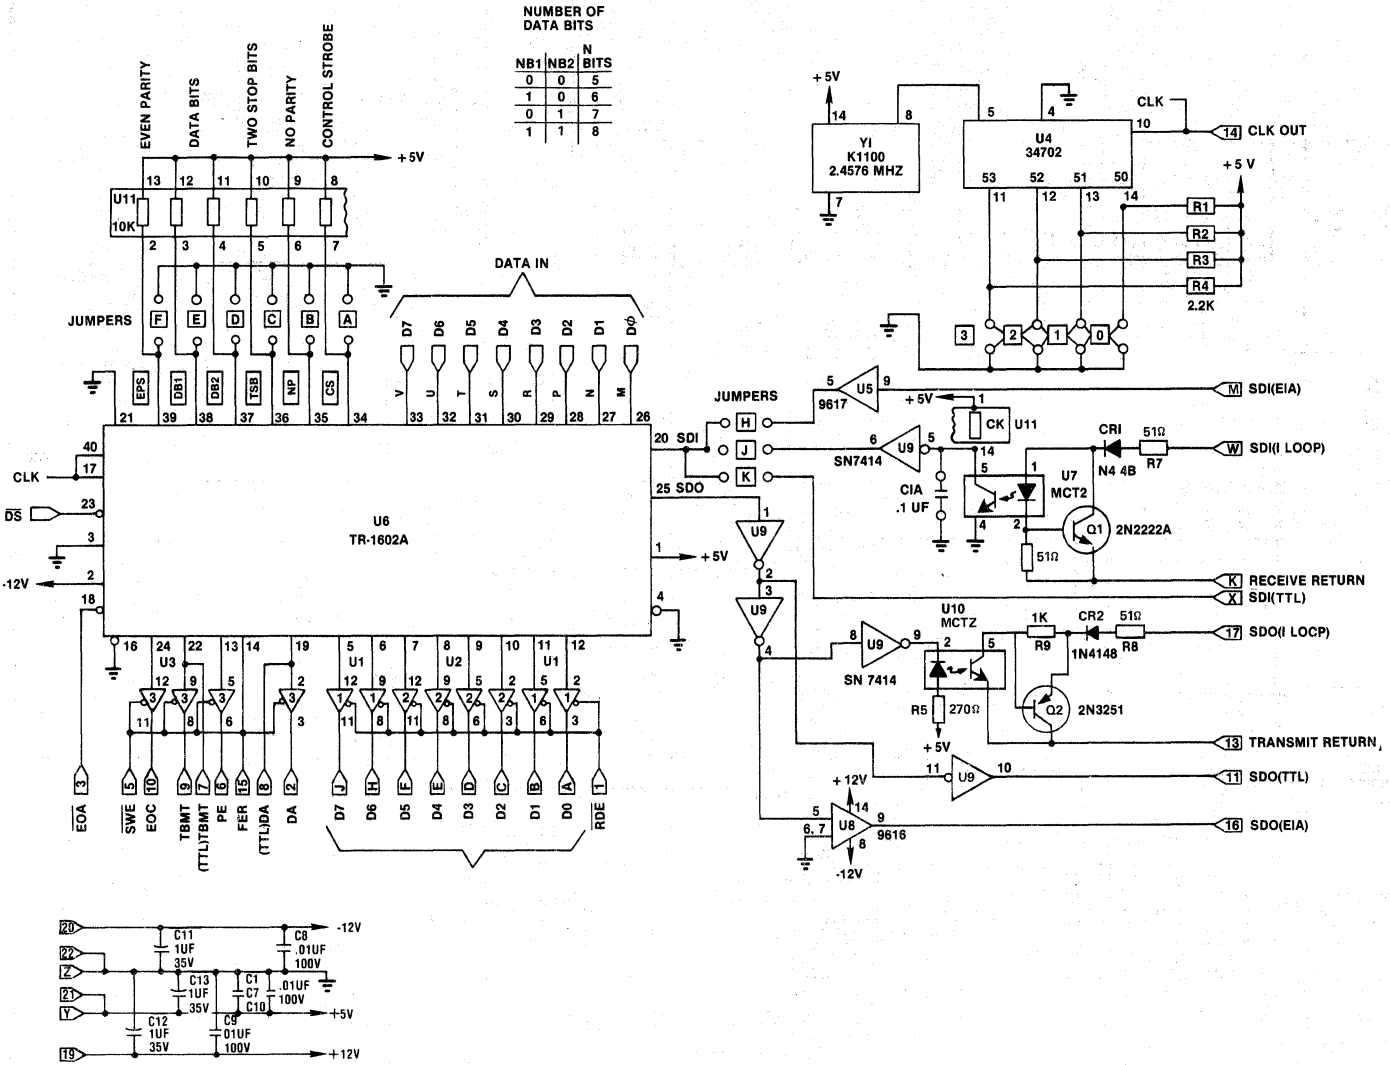 NUMBER OF
DATA BITS
NB1 NB2 N BITS
0 0 5
1 0 6
0 1 7
1 1 8
EVEN PARITY
DATA BITS
TWO STOP BITS
NO PARITY
CONTROL STROBE
+5V
13 12 11 10 9 8
U11
10K
2 3 4 5 6 7
JUMPERS F E D C B A
EPS DB1 DB2 TSB NP CS
21 39 38 37 36 35 34
DATA IN
D7 D6 D5 D4 D3 D2 D1 Dφ
V U T S R P N M
33 32 31 30 29 28 27 26
+5V
14 8
YI
K1100
2.4576 MHZ
7
5 4
U4
34702
CLK
10
14 CLK OUT
53 52 51 50
11 12 13 14
+5 V
R1
R2
R3
R4
2.2K
3 2 1 0
40
CLK 17
DS 23
3
-12V 2
18
U6
TR-1602A
20 SDI
25 SDO
1 +5V
4
JUMPERS
H
J
K
5 U5 9
9617
M SDI(EIA)
+5V 1
CK U11
6 U9 5
SN7414
14
CIA
.1 UF
5 1
U7
MCT2
4 2
CRI
N4 4B
51Ω
R7
W SDI(I LOOP)
Q1 2N2222A
51Ω
K RECEIVE RETURN
X SDI(TTL)
1
U9
2
3
U9
4
8 U9 9
SN 7414
U10
MCTZ
2 5
R5 270Ω
+5V
1K
R9
CR2
1N4148
51Ω
R8
17 SDO(I LOCP)
Q2 2N3251
13 TRANSMIT RETURN
11 U9 10
11 SDO(TTL)
+12V
5 14
6, 7 U8 9
9616
8
-12V
16 SDO(EIA)
16 24 22 13 14 19 5 6 7 8 9 10 11 12
U3 U1 U2 U1
12 9 5 2 12 9 12 9 5 2 5 2
3 3 3 2 1 1 2 2 2 2 1 1
11 8 6 3 11 8 11 8 6 3 6 3
3 5 10 9 7 6 15 8 2 J H F E D C B A 1
EOA
SWE
EOC
TBMT
(TTL)TBMT
PE
FER
(TTL)DA
DA
D7
D6
D5
D4
D3
D2
D1
D0
RDE
20 -12V
C11
1UF
35V
C8
.01UF
100V
22
Z
C13
1UF
35V
C1
C7
C10
.01UF
100V
21
Y +5V
C12
1UF
35V
C9
01UF
100V
19 +12V